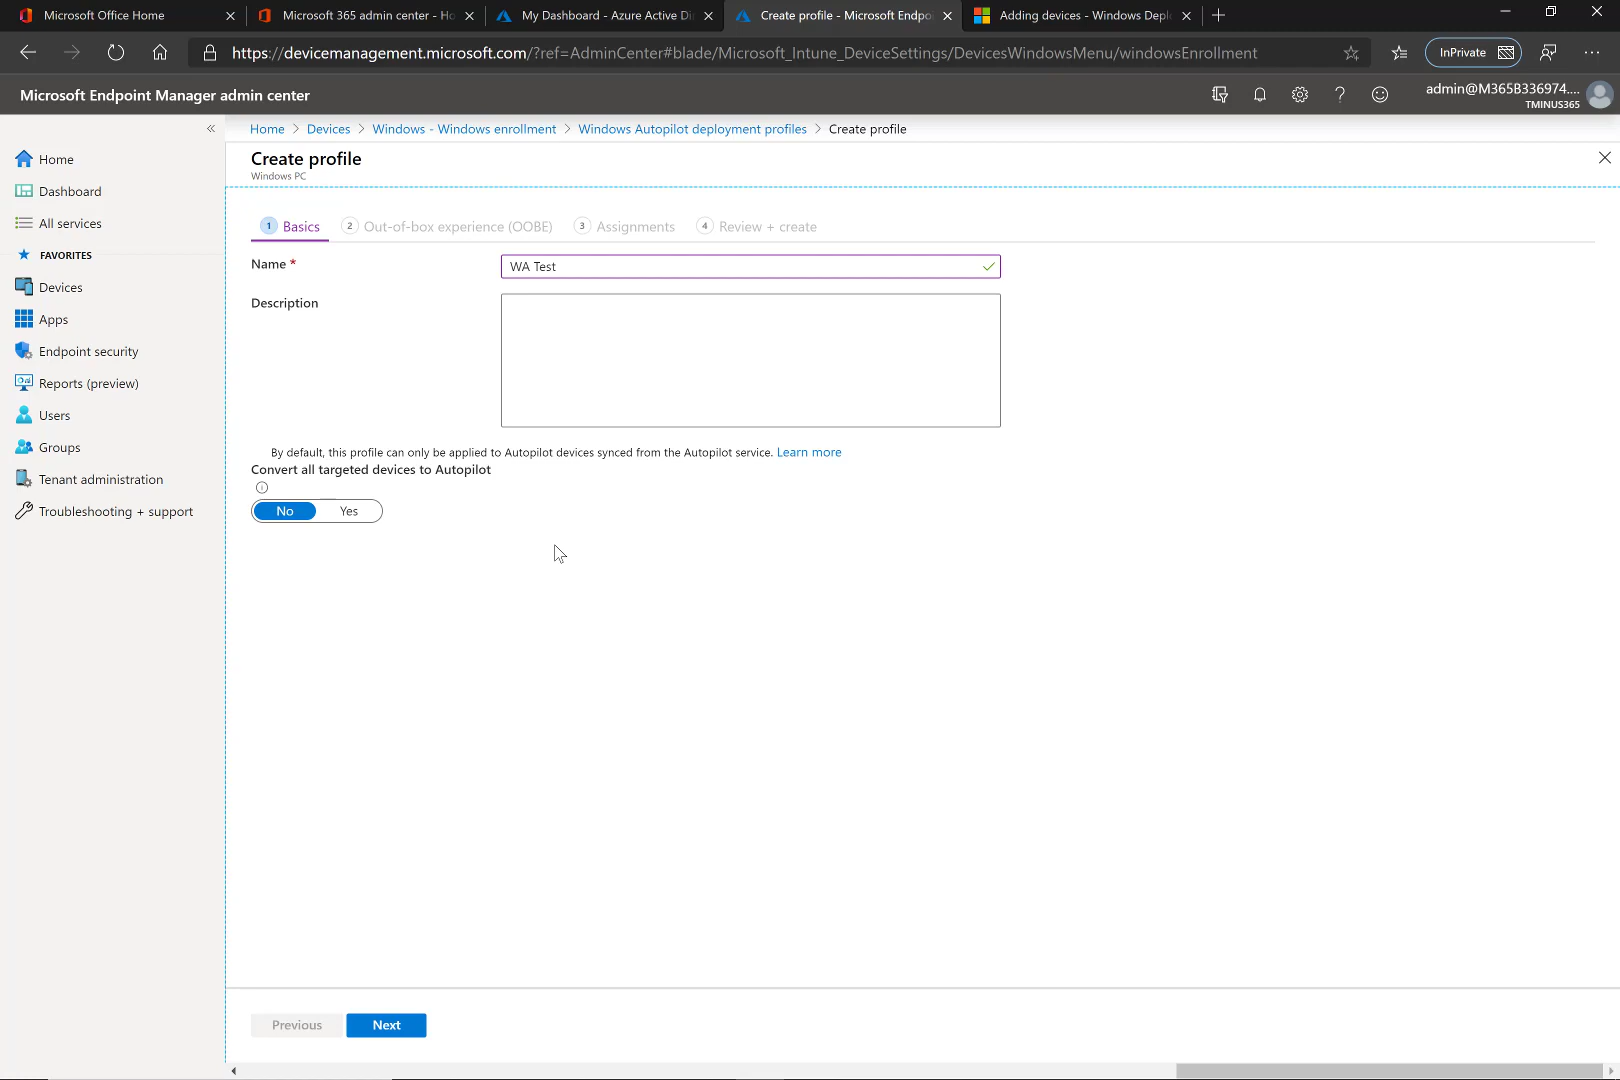 Microsoft Office Home
Microsoft 365 admin center - Ho
My Dashboard - Azure Active Di
Create profile - Microsoft Endpo
Adding devices - Windows Depl
https://devicemanagement.microsoft.com/?ref=AdminCenter#blade/Microsoft_Intune_DeviceSettings/DevicesWindowsMenu/windowsEnrollment
InPrivate
Microsoft Endpoint Manager admin center
admin@M365B336974....
TMINUS365
Home > Devices > Windows - Windows enrollment > Windows Autopilot deployment profiles > Create profile
Create profile
Windows PC
Home
Dashboard
All services
FAVORITES
Devices
Apps
Endpoint security
Reports (preview)
Users
Groups
Tenant administration
Troubleshooting + support
1 Basics
2 Out-of-box experience (OOBE)
3 Assignments
4 Review + create
Name *
WA Test
Description
By default, this profile can only be applied to Autopilot devices synced from the Autopilot service. Learn more
Convert all targeted devices to Autopilot
No Yes
Previous
Next